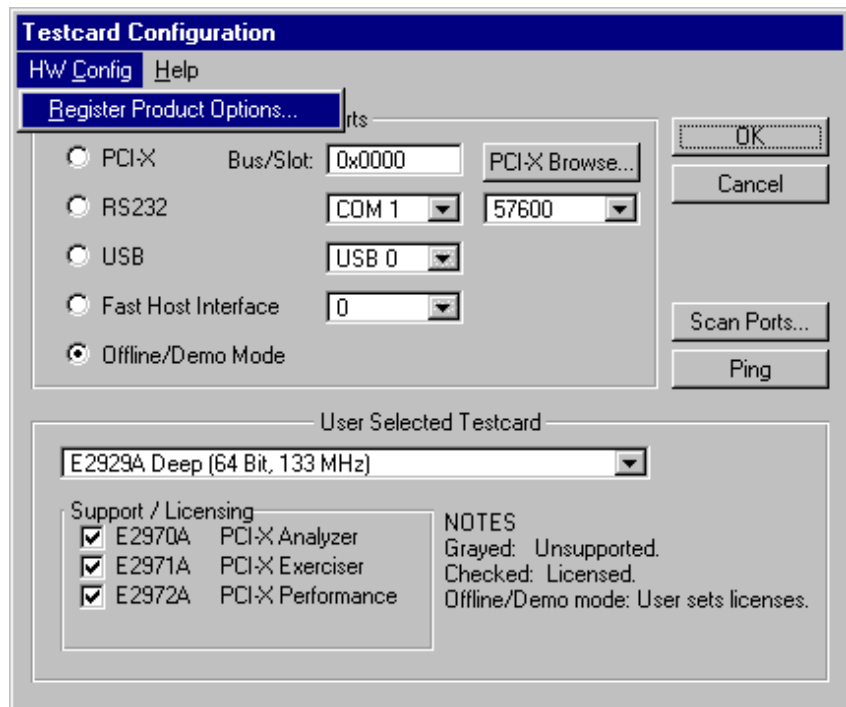 Testcard Configuration
HW Config Help
Register Product Options...
rts
PCI-X Bus/Slot: 0x0000 PCI-X Browse...
RS232 COM 1 57600
USB USB 0
Fast Host Interface 0
Offline/Demo Mode
OK
Cancel
Scan Ports...
Ping
User Selected Testcard
E2929A Deep (64 Bit, 133 MHz)
Support / Licensing
E2970A PCI-X Analyzer
E2971A PCI-X Exerciser
E2972A PCI-X Performance
NOTES
Grayed: Unsupported.
Checked: Licensed.
Offline/Demo mode: User sets licenses.